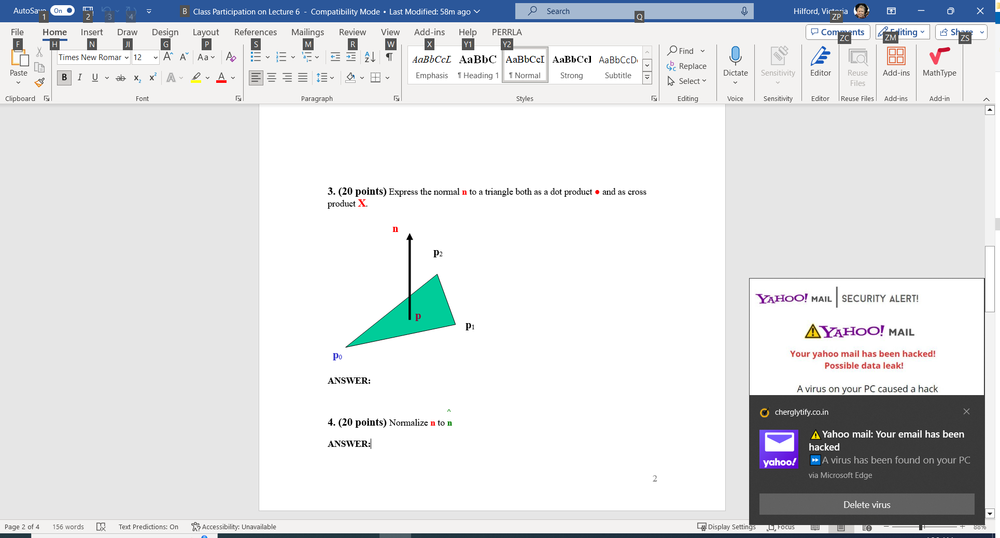 AutoSave On
1 2 3 4
B Class Participation on Lecture 6 - Compatibility Mode • Last Modified: 58m ago
Search
Q
Hilford, Victoria
ZP
File Home Insert Draw Design Layout References Mailings Review View Add-ins Help PERRLA
Comments Editing Share
F H N JI G P S M R W X Y1 Y2 ZC ZM ZS
Paste
Clipboard
Times New Romar 12
Aa
B I U ab x2 x2 A A
Font
Paragraph
AaBbCcL AaBbC AaBbCcI AaBbCcI AaBbCcD
Emphasis ¶ Heading 1 ¶ Normal Strong Subtitle
Styles
Find
Replace
Select
Editing
Dictate
Voice
Sensitivity
Sensitivity
Editor
Editor
Reuse Files
Reuse Files
Add-ins
Add-ins
MathType
Add-in
3. (20 points) Express the normal n to a triangle both as a dot product ● and as cross
product X.
n
p2
p
p1
p0
ANSWER:
^
4. (20 points) Normalize n to n
ANSWER:
2
YAHOO! MAIL | SECURITY ALERT!
YAHOO! MAIL
Your yahoo mail has been hacked!
Possible data leak!
A virus on your PC caused a hack
cherglytify.co.in
yahoo!
⚠Yahoo mail: Your email has been
hacked
⏩A virus has been found on your PC
via Microsoft Edge
Delete virus
Page 2 of 4 156 words Text Predictions: On Accessibility: Unavailable
Display Settings Focus 88%